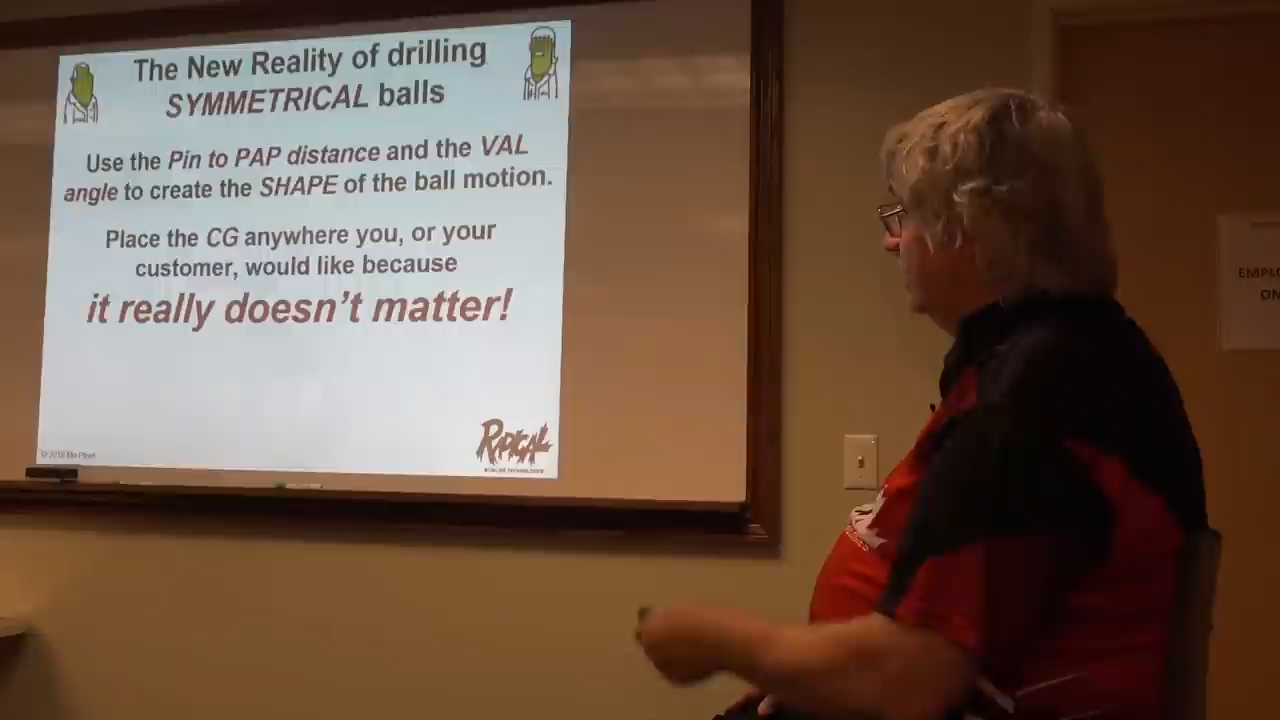 The New Reality of drilling
SYMMETRICAL balls
Use the Pin to PAP distance and the VAL
angle to create the SHAPE of the ball motion.
Place the CG anywhere you, or your
customer, would like because
it really doesn't matter!
RADICAL
EMPLO
ON